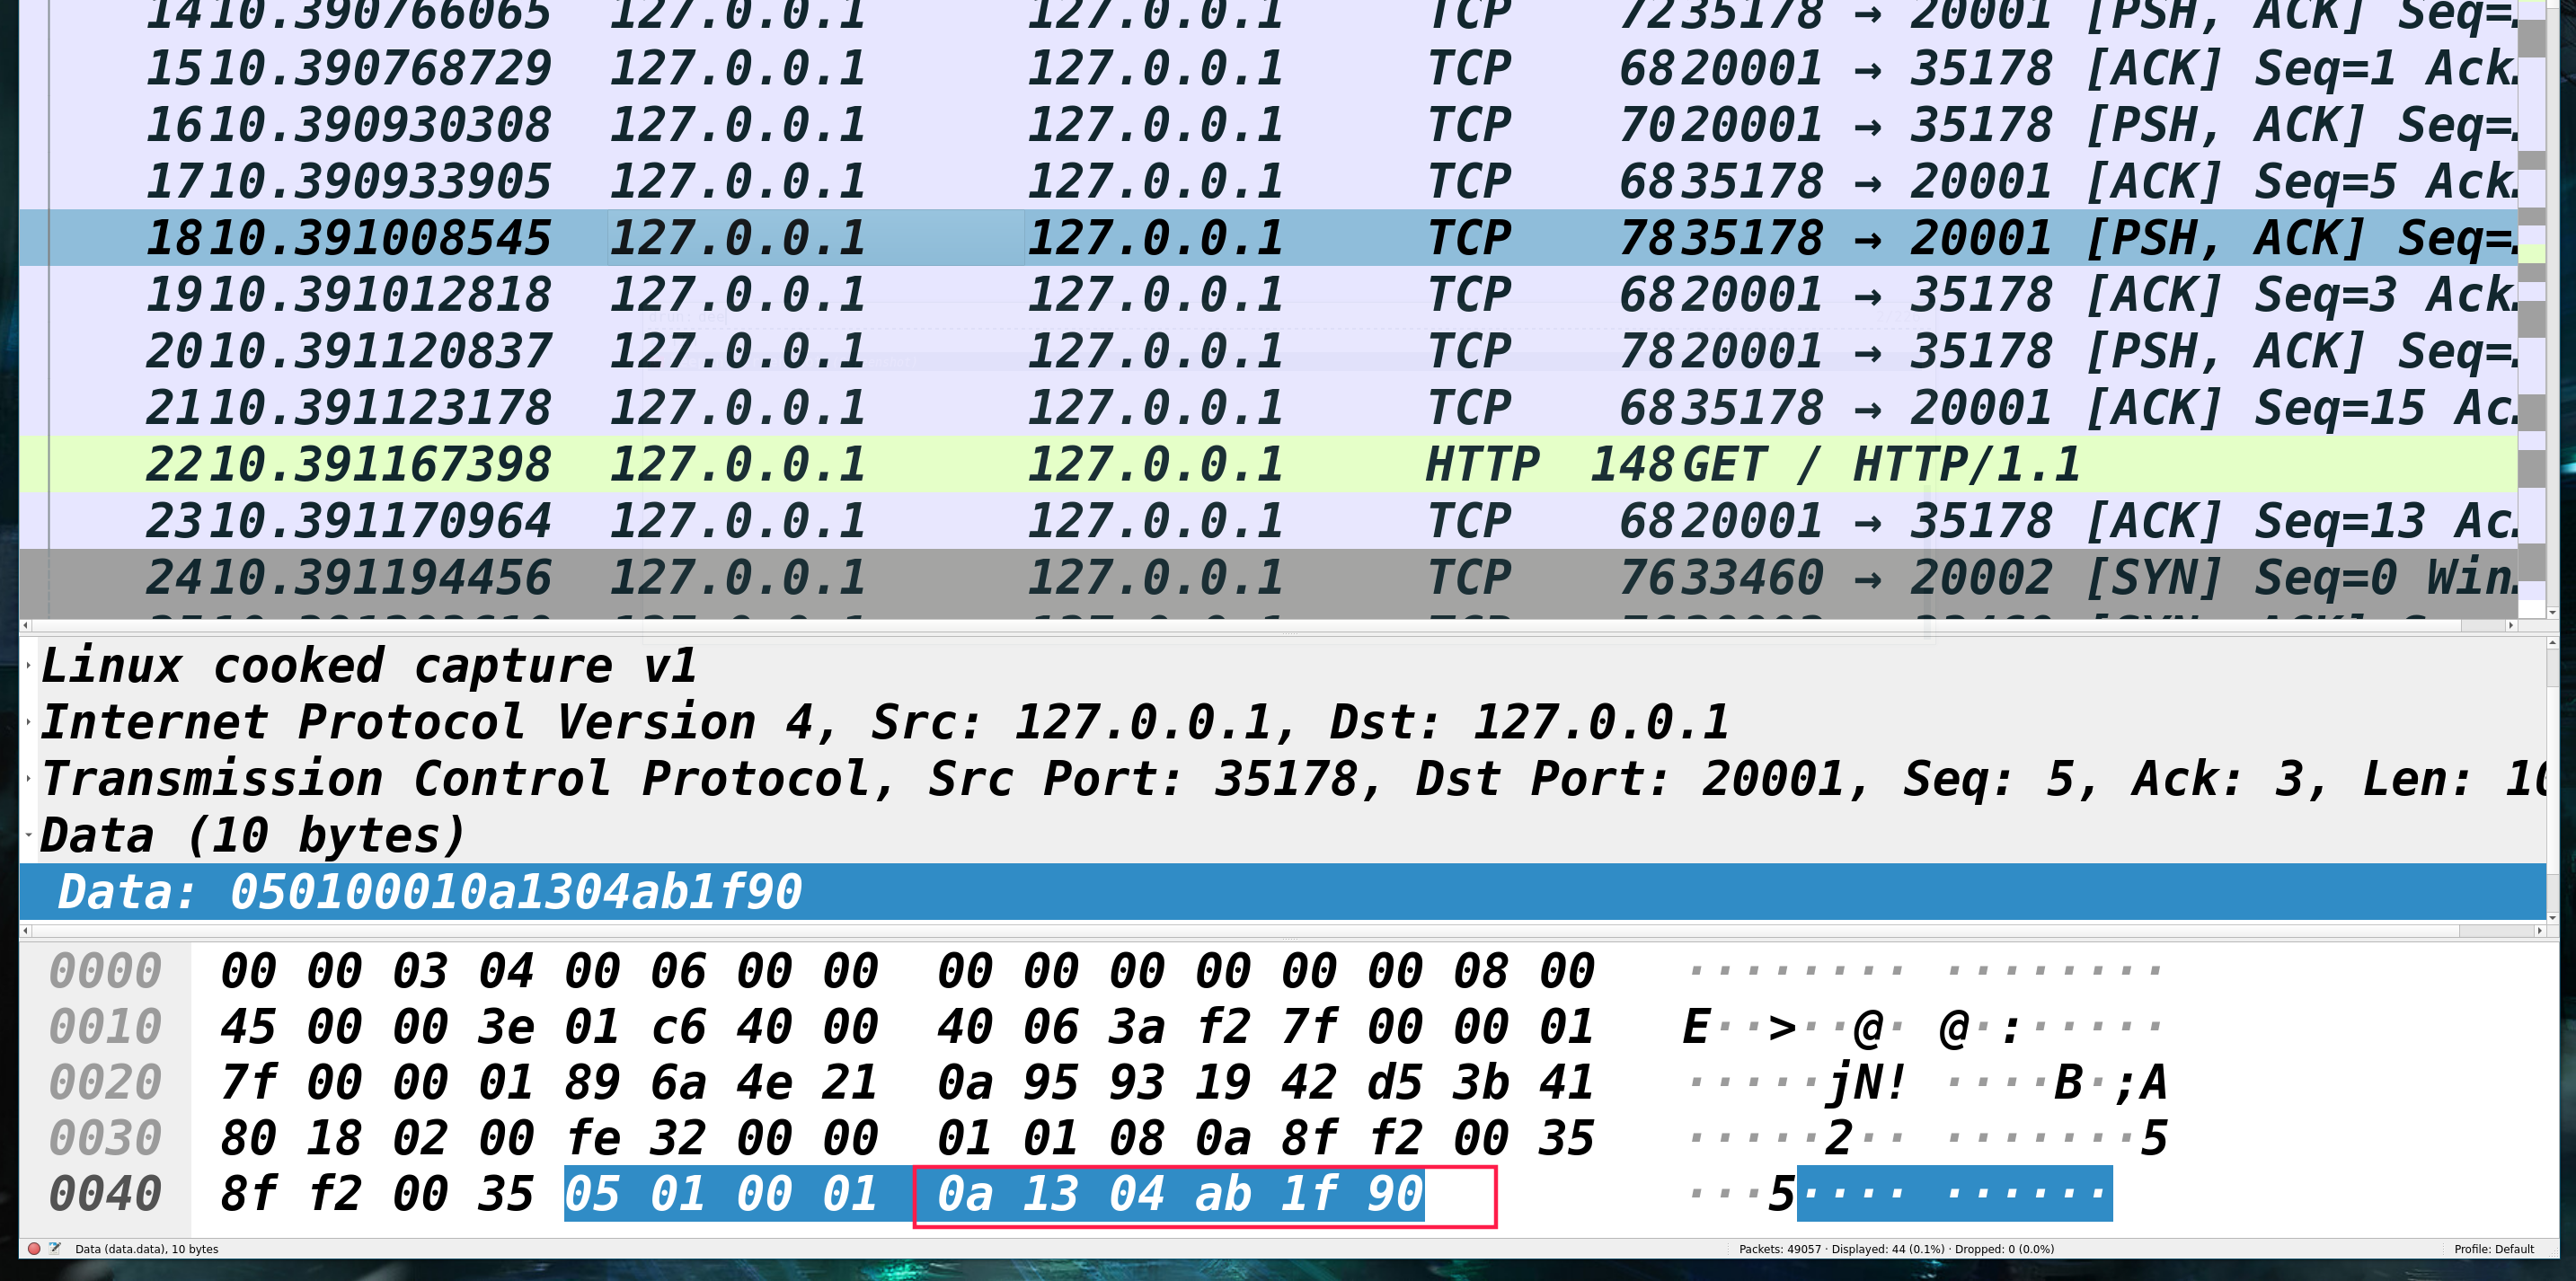 14 10.390766065 127.0.0.1 127.0.0.1 TCP 72 35178 → 20001 [PSH, ACK] Seq=…
15 10.390768729 127.0.0.1 127.0.0.1 TCP 68 20001 → 35178 [ACK] Seq=1 Ack…
16 10.390930308 127.0.0.1 127.0.0.1 TCP 70 20001 → 35178 [PSH, ACK] Seq=…
17 10.390933905 127.0.0.1 127.0.0.1 TCP 68 35178 → 20001 [ACK] Seq=5 Ack…
18 10.391008545 127.0.0.1 127.0.0.1 TCP 78 35178 → 20001 [PSH, ACK] Seq=…
19 10.391012818 127.0.0.1 127.0.0.1 TCP 68 20001 → 35178 [ACK] Seq=3 Ack…
20 10.391120837 127.0.0.1 127.0.0.1 TCP 78 20001 → 35178 [PSH, ACK] Seq=…
21 10.391123178 127.0.0.1 127.0.0.1 TCP 68 35178 → 20001 [ACK] Seq=15 Ac…
22 10.391167398 127.0.0.1 127.0.0.1 HTTP 148 GET / HTTP/1.1
23 10.391170964 127.0.0.1 127.0.0.1 TCP 68 20001 → 35178 [ACK] Seq=13 Ac…
24 10.391194456 127.0.0.1 127.0.0.1 TCP 76 33460 → 20002 [SYN] Seq=0 Win…
Linux cooked capture v1
Internet Protocol Version 4, Src: 127.0.0.1, Dst: 127.0.0.1
Transmission Control Protocol, Src Port: 35178, Dst Port: 20001, Seq: 5, Ack: 3, Len: 10
Data (10 bytes)
Data: 050100010a1304ab1f90
0000 00 00 03 04 00 06 00 00 00 00 00 00 00 00 08 00 ········ ········
0010 45 00 00 3e 01 c6 40 00 40 06 3a f2 7f 00 00 01 E··>··@· @·:·····
0020 7f 00 00 01 89 6a 4e 21 0a 95 93 19 42 d5 3b 41 ·····jN! ····B·;A
0030 80 18 02 00 fe 32 00 00 01 01 08 0a 8f f2 00 35 ·····2·· ·······5
0040 8f f2 00 35 05 01 00 01 0a 13 04 ab 1f 90 ···5···· ······
Data (data.data), 10 bytes Packets: 49057 · Displayed: 44 (0.1%) · Dropped: 0 (0.0%) Profile: Default